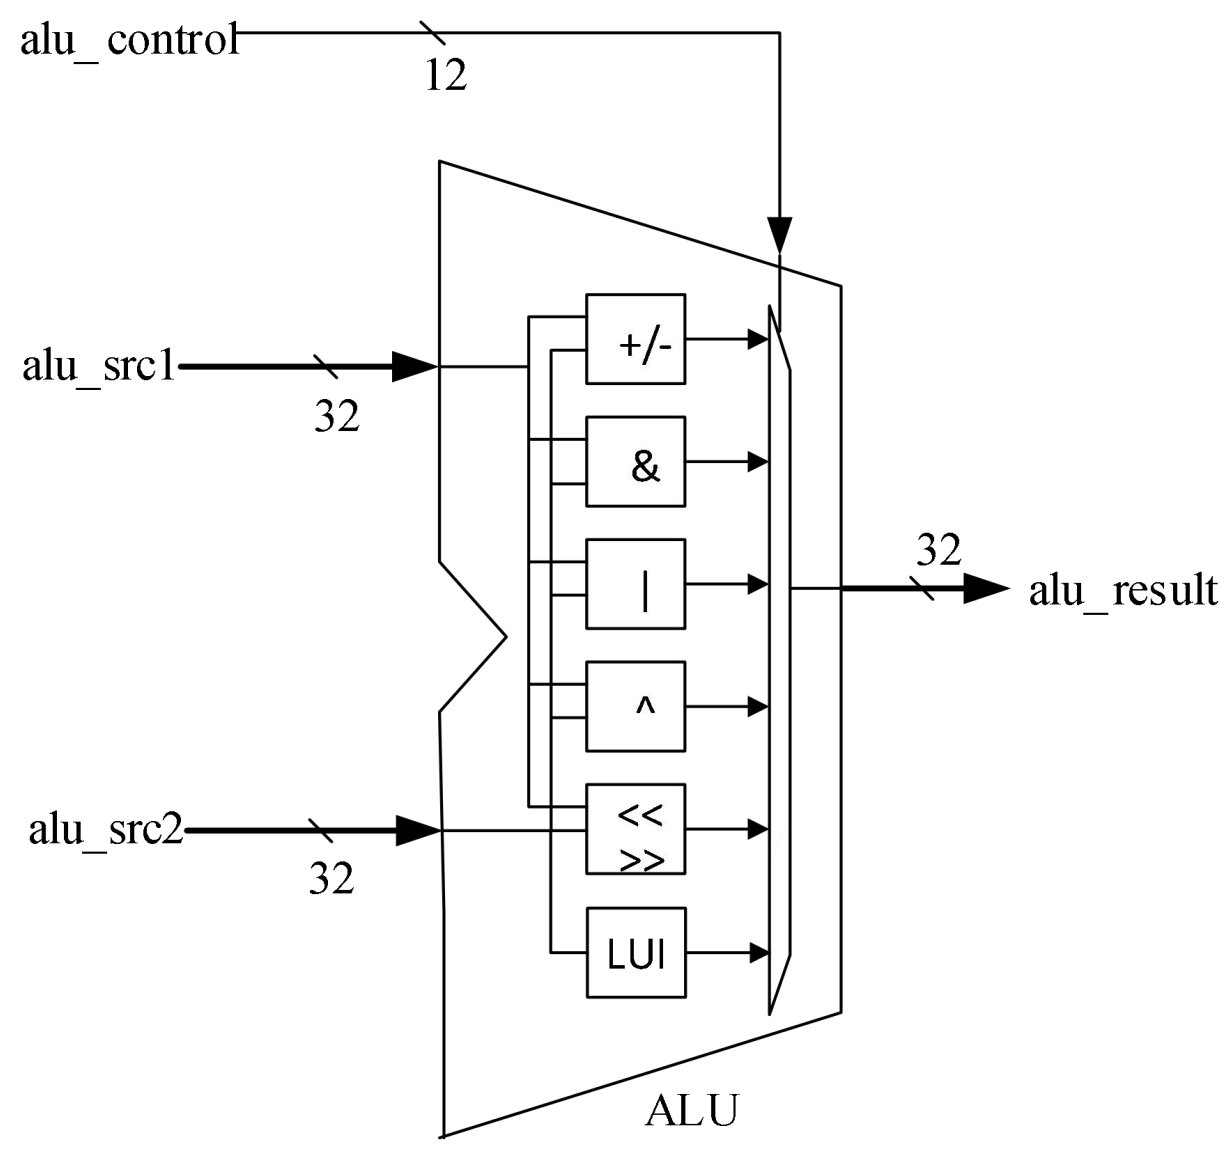 alu_control
12
+/-
alu_src1
32
&
32
|
alu_result
^
<<
alu_src2
>>
32
LUI
ALU